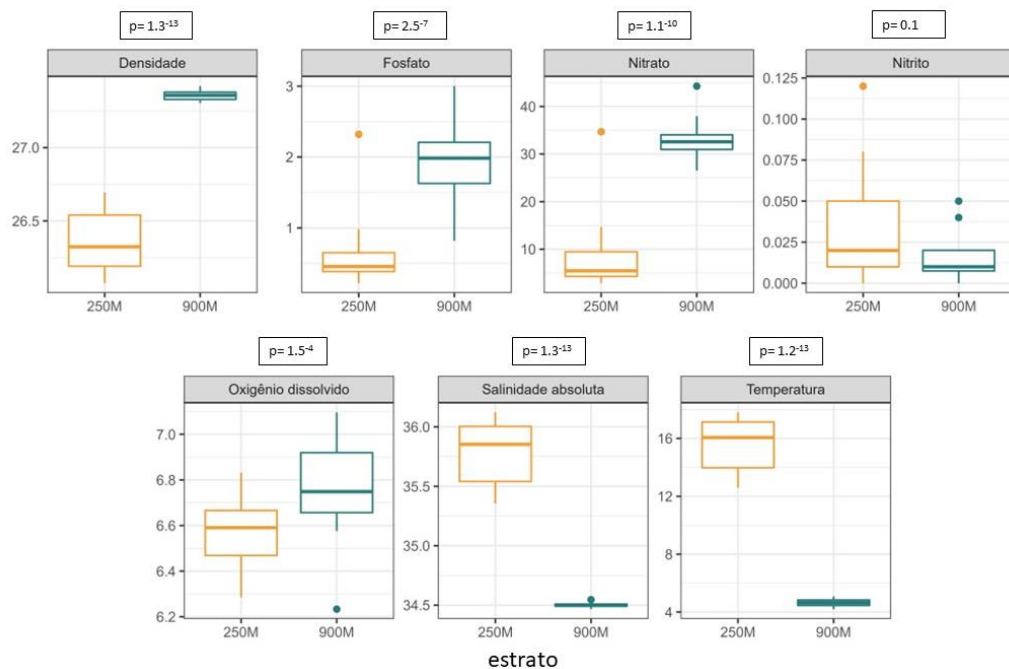 p= 1.3⁻¹³ p= 2.5⁻⁷ p= 1.1⁻¹⁰ p= 0.1
Densidade Fosfato Nitrato Nitrito
27.0
26.5
250M 900M
3
2
1
250M 900M
40
30
20
10
250M 900M
0.125
0.100
0.075
0.050
0.025
0.000
250M 900M
p= 1.5⁻⁴ p= 1.3⁻¹³ p= 1.2⁻¹³
Oxigênio dissolvido Salinidade absoluta Temperatura
7.0
6.8
6.6
6.4
6.2
250M 900M
36.0
35.5
35.0
34.5
250M 900M
16
12
8
4
250M 900M
estrato